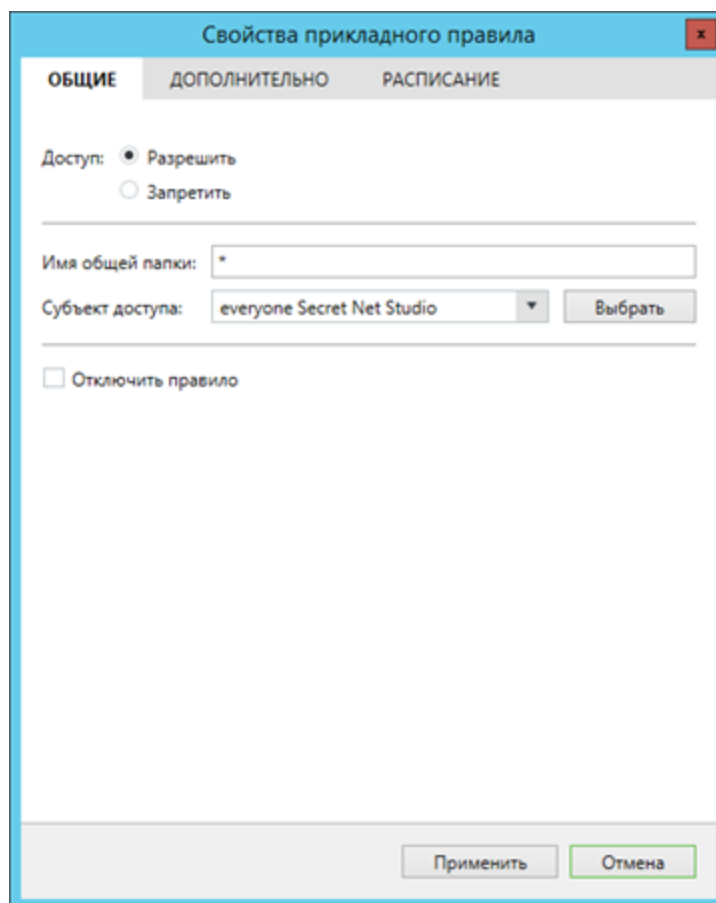 Свойства прикладного правила
x
ОБЩИЕ ДОПОЛНИТЕЛЬНО РАСПИСАНИЕ
Доступ: Разрешить
Запретить
Имя общей папки: *
Субъект доступа: everyone Secret Net Studio Выбрать
Отключить правило
Применить Отмена